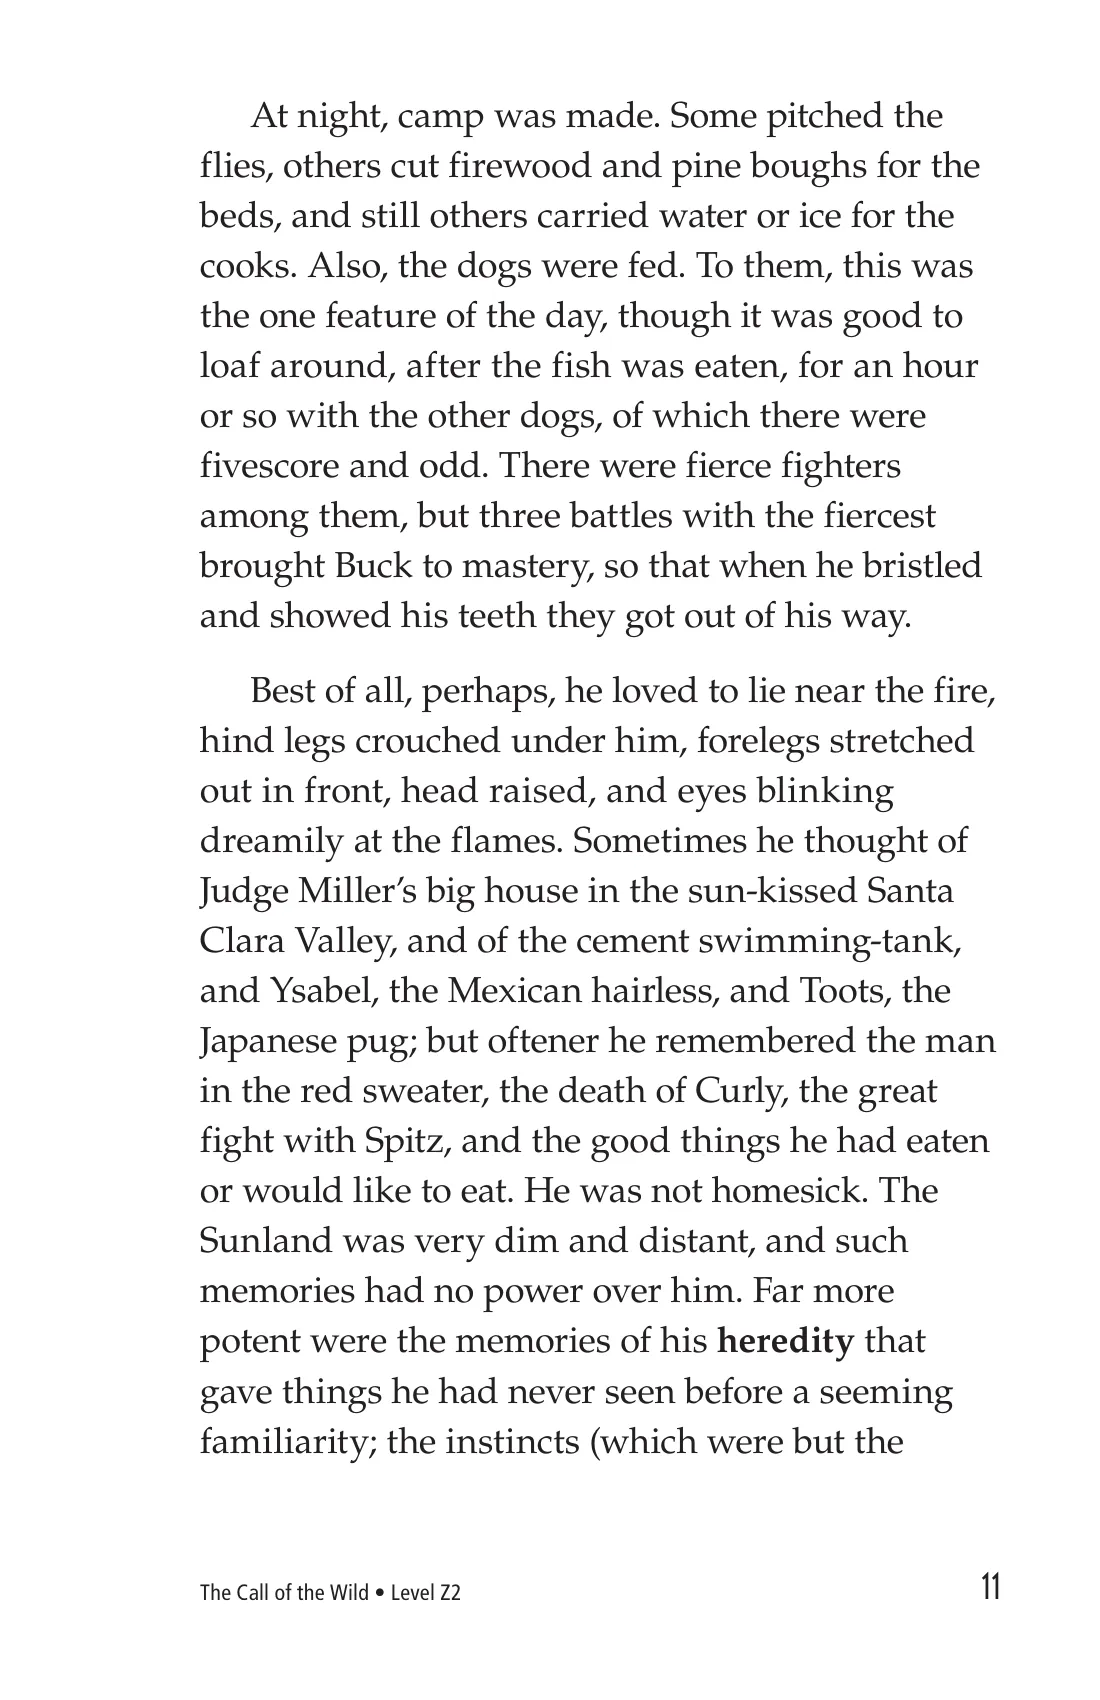 At night, camp was made. Some pitched the
flies, others cut firewood and pine boughs for the
beds, and still others carried water or ice for the
cooks. Also, the dogs were fed. To them, this was
the one feature of the day, though it was good to
loaf around, after the fish was eaten, for an hour
or so with the other dogs, of which there were
fivescore and odd. There were fierce fighters
among them, but three battles with the fiercest
brought Buck to mastery, so that when he bristled
and showed his teeth they got out of his way.
Best of all, perhaps, he loved to lie near the fire,
hind legs crouched under him, forelegs stretched
out in front, head raised, and eyes blinking
dreamily at the flames. Sometimes he thought of
Judge Miller’s big house in the sun-kissed Santa
Clara Valley, and of the cement swimming-tank,
and Ysabel, the Mexican hairless, and Toots, the
Japanese pug; but oftener he remembered the man
in the red sweater, the death of Curly, the great
fight with Spitz, and the good things he had eaten
or would like to eat. He was not homesick. The
Sunland was very dim and distant, and such
memories had no power over him. Far more
potent were the memories of his heredity that
gave things he had never seen before a seeming
familiarity; the instincts (which were but the
The Call of the Wild • Level Z2
11